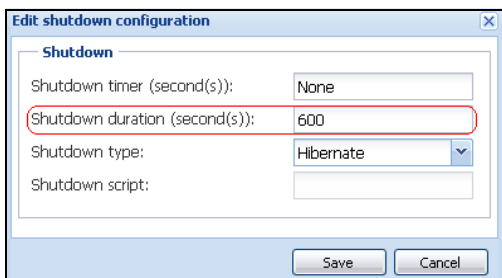 Edit shutdown configuration
Shutdown
Shutdown timer (second(s)): None
Shutdown duration (second(s)): 600
Shutdown type: Hibernate
Shutdown script:
Save Cancel